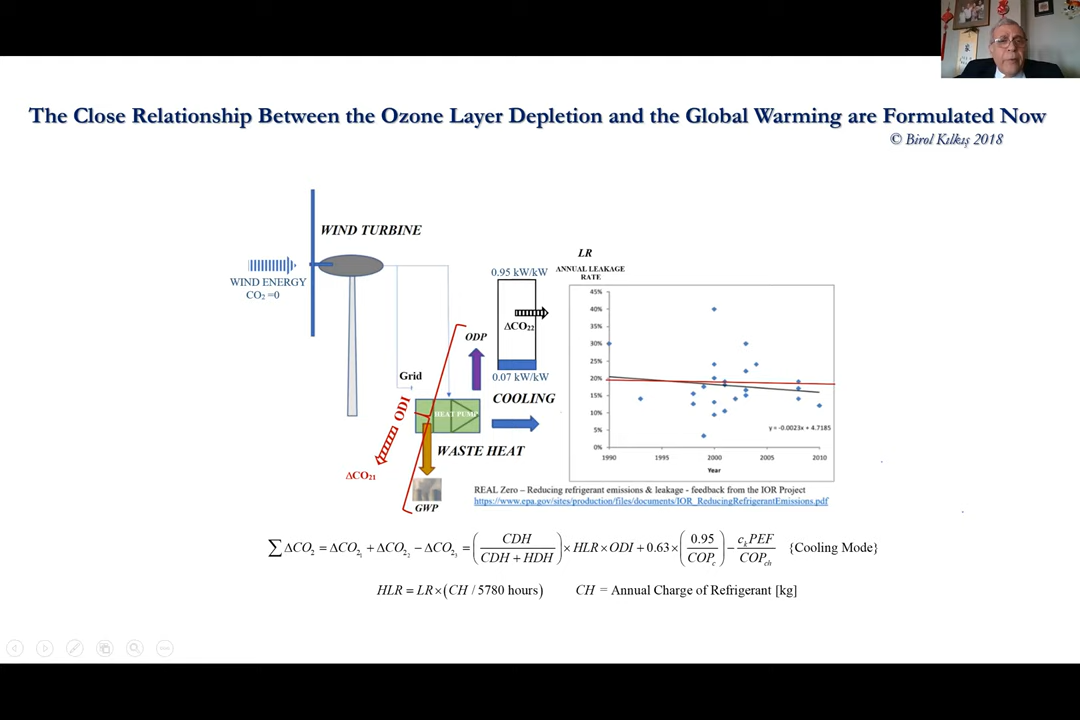 The Close Relationship Between the Ozone Layer Depletion and the Global Warming are Formulated Now
© Birol Kılkış 2018
WIND TURBINE
WIND ENERGY
CO₂ =0
LR
ANNUAL LEAKAGE
RATE
0.95 kW/kW
ΔCO₂₂
0.07 kW/kW
ODP
Grid
COOLING
HEAT PUMP
ODI
WASTE HEAT
ΔCO₂₁
GWP
45%
40%
35%
30%
25%
20%
15%
10%
5%
0%
y = -0.0023x + 4.7185
1990 1995 2000 2005 2010
Year
REAL Zero – Reducing refrigerant emissions & leakage - feedback from the IOR Project
https://www.epa.gov/sites/production/files/documents/IOR_ReducingRefrigerantEmissions.pdf
∑ΔCO₂ = ΔCO₂₁ + ΔCO₂₂ − ΔCO₂₃ = (CDH / CDH + HDH) × HLR × ODI + 0.63 × (0.95 / COPc) − ckPEF / COPch {Cooling Mode}
HLR = LR × (CH / 5780 hours) CH = Annual Charge of Refrigerant [kg]